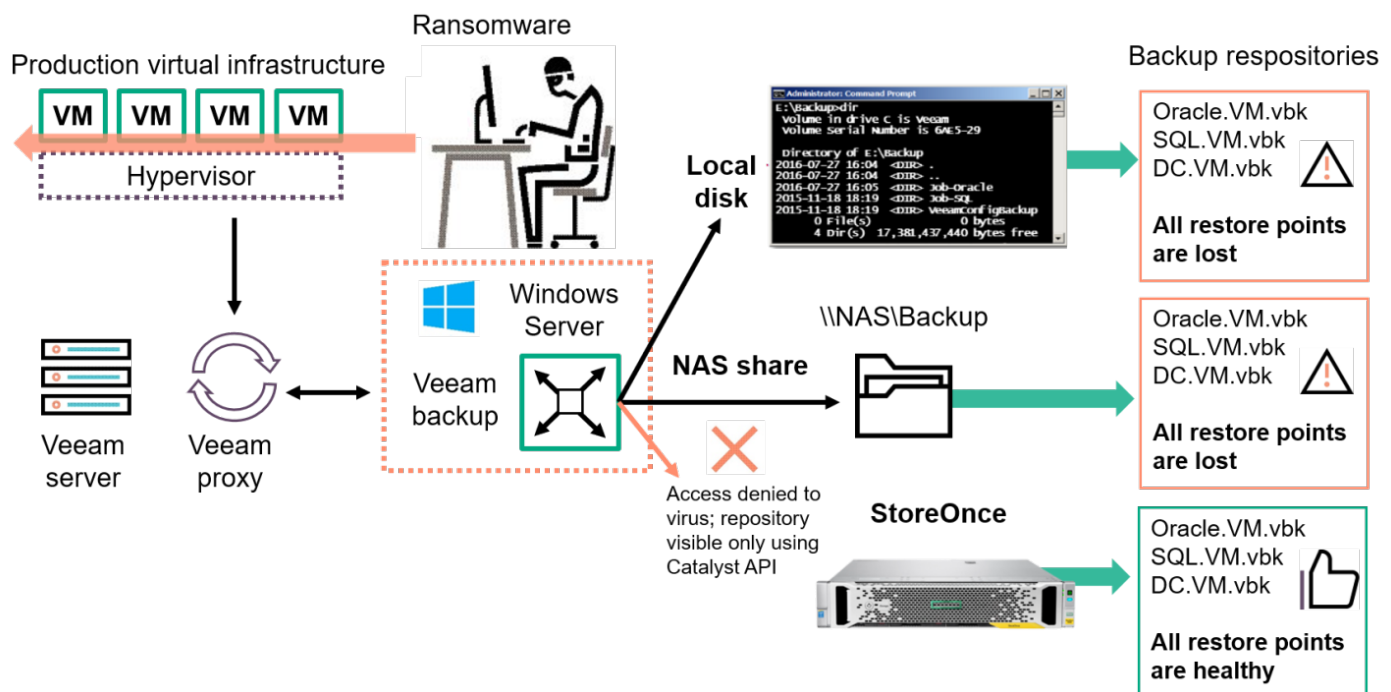 Ransomware
Production virtual infrastructure
VM VM VM VM
Hypervisor
Veeam
server
Veeam
proxy
Windows
Server
Veeam
backup
Local
disk
Administrator: Command Prompt
E:\Backup>dir
Volume in drive C is Veeam
Volume Serial Number is 6AE5-29
Directory of E:\Backup
2016-07-27 16:04 <DIR> .
2016-07-27 16:04 <DIR> ..
2016-07-27 16:05 <DIR> Job-Oracle
2015-11-18 18:19 <DIR> Job-SQL
2015-11-18 18:19 <DIR> VeeamConfigBackup
0 File(s) 0 bytes
4 Dir(s) 17,381,437,440 bytes free
NAS share
\\NAS\Backup
Access denied to
virus; repository
visible only using
Catalyst API
StoreOnce
Backup respositories
Oracle.VM.vbk
SQL.VM.vbk
DC.VM.vbk
All restore points
are lost
Oracle.VM.vbk
SQL.VM.vbk
DC.VM.vbk
All restore points
are lost
Oracle.VM.vbk
SQL.VM.vbk
DC.VM.vbk
All restore points
are healthy